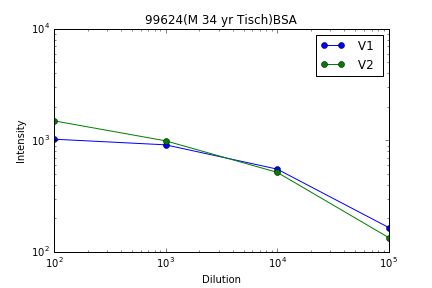 99624(M 34 yr Tisch)BSA
10^4
V1
V2
Intensity
10^3
10^2
10^2 10^3 10^4 10^5
Dilution